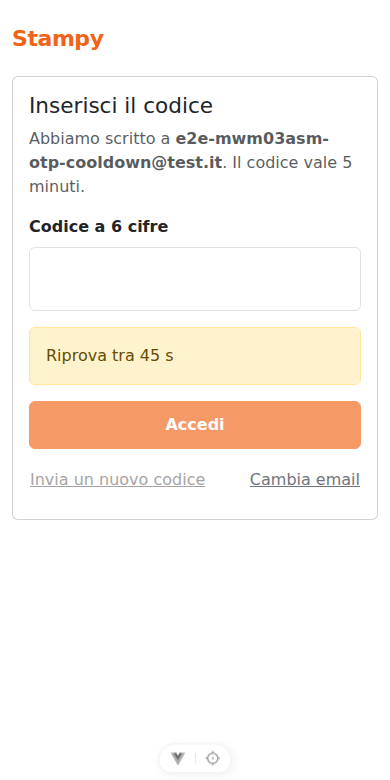 Stampy
Inserisci il codice
Abbiamo scritto a e2e-mwm03asm-
otp-cooldown@test.it. Il codice vale 5
minuti.
Codice a 6 cifre
Riprova tra 45 s
Accedi
Invia un nuovo codice
Cambia email